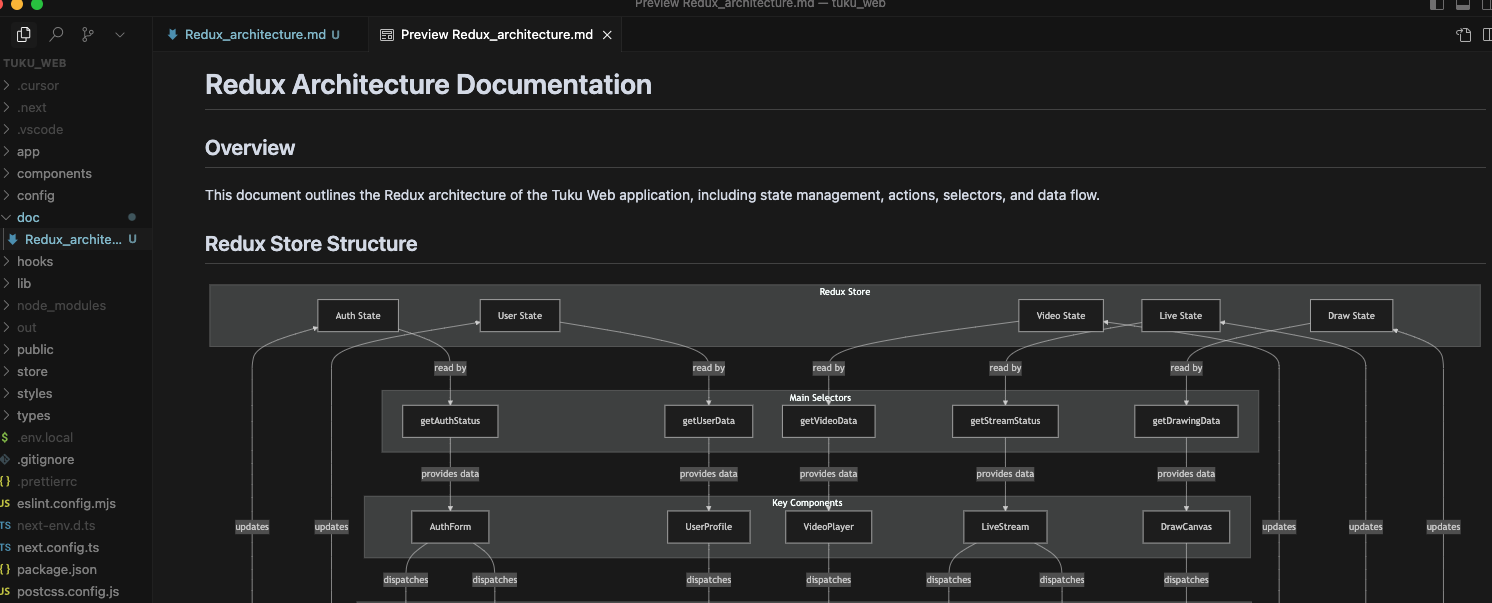 Preview Redux_architecture.md — tuku_web
Redux_architecture.md U
Preview Redux_architecture.md
TUKU_WEB
.cursor
.next
.vscode
app
components
config
doc
Redux_archite... U
hooks
lib
node_modules
out
public
store
styles
types
$ .env.local
.gitignore
{} .prettierrc
JS eslint.config.mjs
TS next-env.d.ts
TS next.config.ts
{} package.json
JS postcss.config.js
Redux Architecture Documentation
Overview
This document outlines the Redux architecture of the Tuku Web application, including state management, actions, selectors, and data flow.
Redux Store Structure
Redux Store
Auth State User State Video State Live State Draw State
read by read by read by read by read by
Main Selectors
getAuthStatus getUserData getVideoData getStreamStatus getDrawingData
provides data provides data provides data provides data provides data
Key Components
AuthForm UserProfile VideoPlayer LiveStream DrawCanvas
updates updates updates updates updates
dispatches dispatches dispatches dispatches dispatches dispatches dispatches